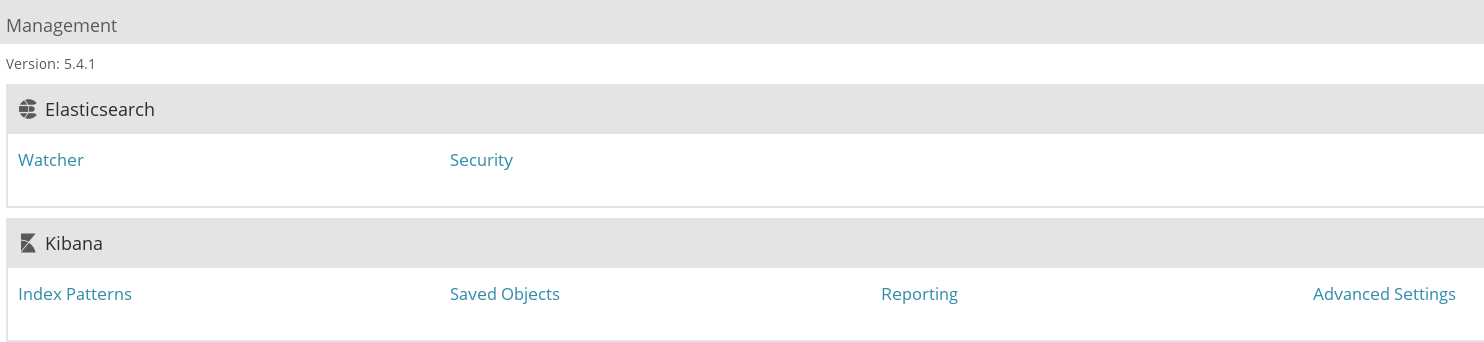 Management
Version: 5.4.1
Elasticsearch
Watcher Security
Kibana
Index Patterns Saved Objects Reporting Advanced Settings